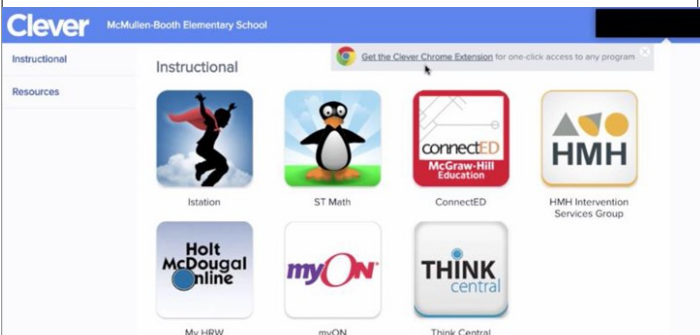 Clever McMullen-Booth Elementary School
Instructional
Resources
Get the Clever Chrome Extension for one-click access to any program
Instructional
connectED
McGraw-Hill
Education
HMH
Istation
ST Math
ConnectED
HMH Intervention
Services Group
Holt
McDougal
Online
myON
THINK
central
My HRW
myON
Think Central